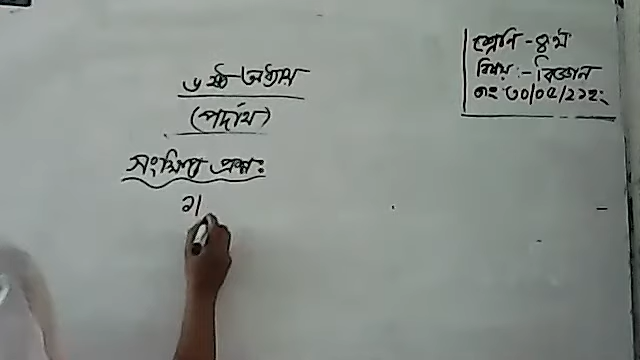 ৬ষ্ঠ অধ্যায়
(পদার্থ)
সংক্ষিপ্ত প্রশ্ন:
১।
শ্রেণি - ৪র্থ
বিষয় :- বিজ্ঞান